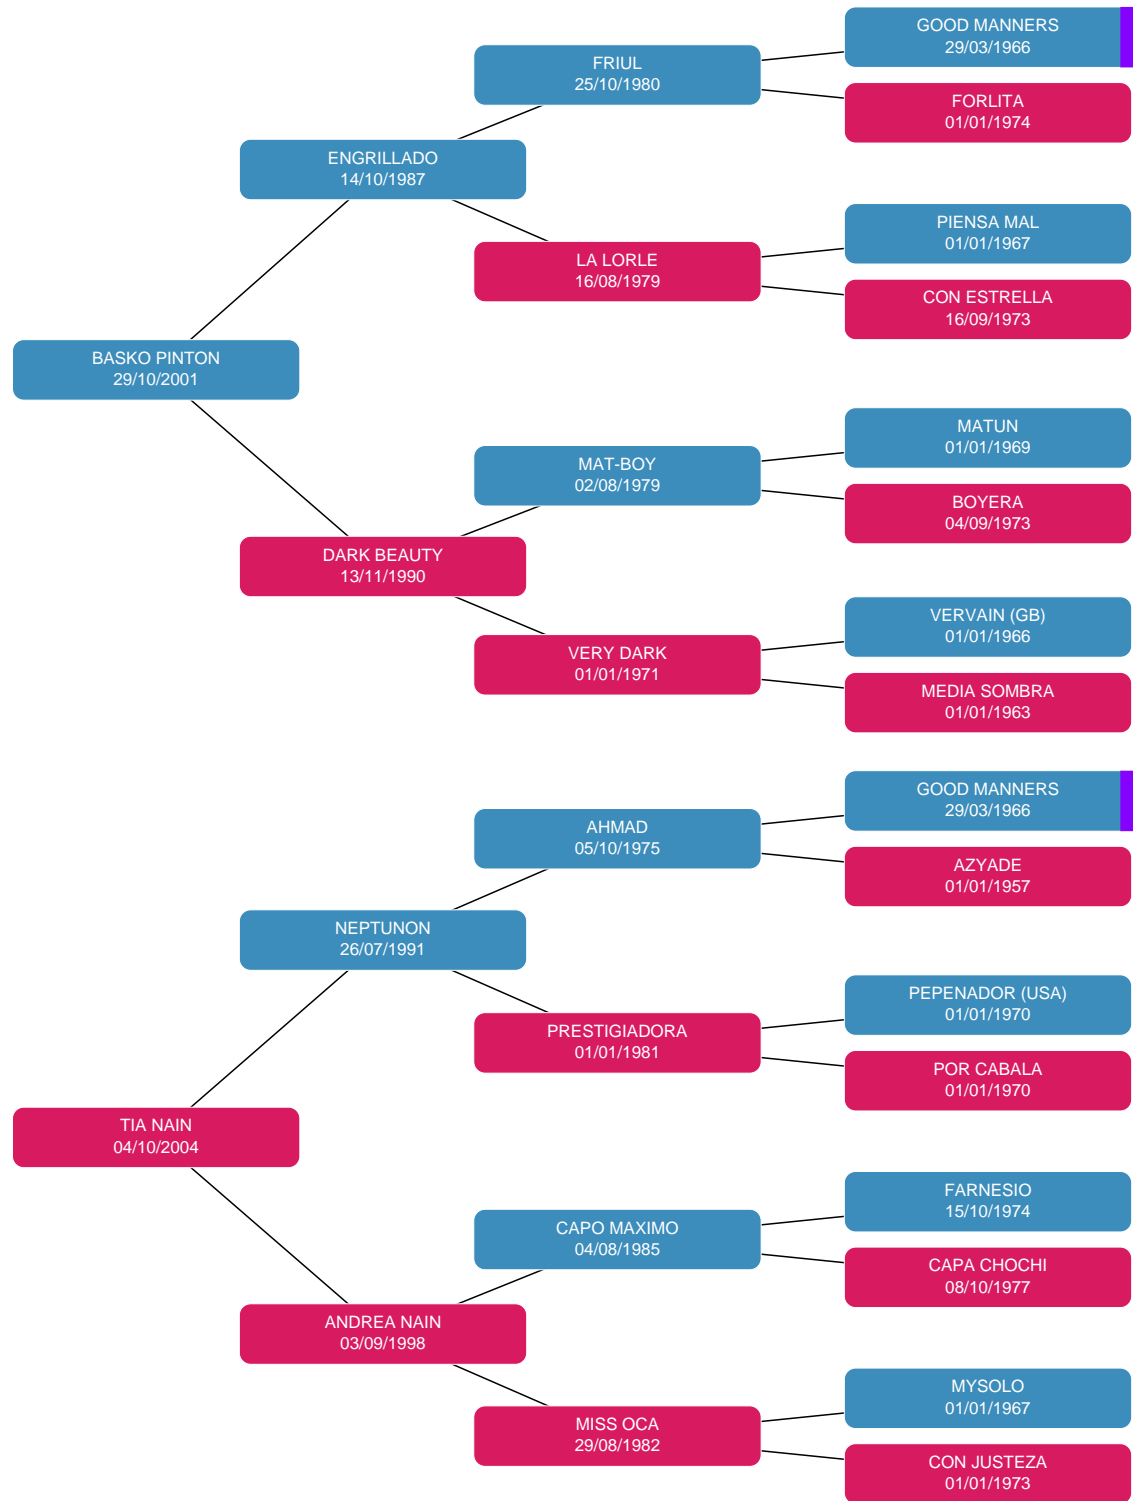 GOOD MANNERS
29/03/1966
FRIUL
25/10/1980
FORLITA
01/01/1974
ENGRILLADO
14/10/1987
PIENSA MAL
01/01/1967
LA LORLE
16/08/1979
CON ESTRELLA
16/09/1973
BASKO PINTON
29/10/2001
MATUN
01/01/1969
MAT-BOY
02/08/1979
BOYERA
04/09/1973
DARK BEAUTY
13/11/1990
VERVAIN (GB)
01/01/1966
VERY DARK
01/01/1971
MEDIA SOMBRA
01/01/1963
GOOD MANNERS
29/03/1966
AHMAD
05/10/1975
AZYADE
01/01/1957
NEPTUNON
26/07/1991
PEPENADOR (USA)
01/01/1970
PRESTIGIADORA
01/01/1981
POR CABALA
01/01/1970
TIA NAIN
04/10/2004
FARNESIO
15/10/1974
CAPO MAXIMO
04/08/1985
CAPA CHOCHI
08/10/1977
ANDREA NAIN
03/09/1998
MYSOLO
01/01/1967
MISS OCA
29/08/1982
CON JUSTEZA
01/01/1973